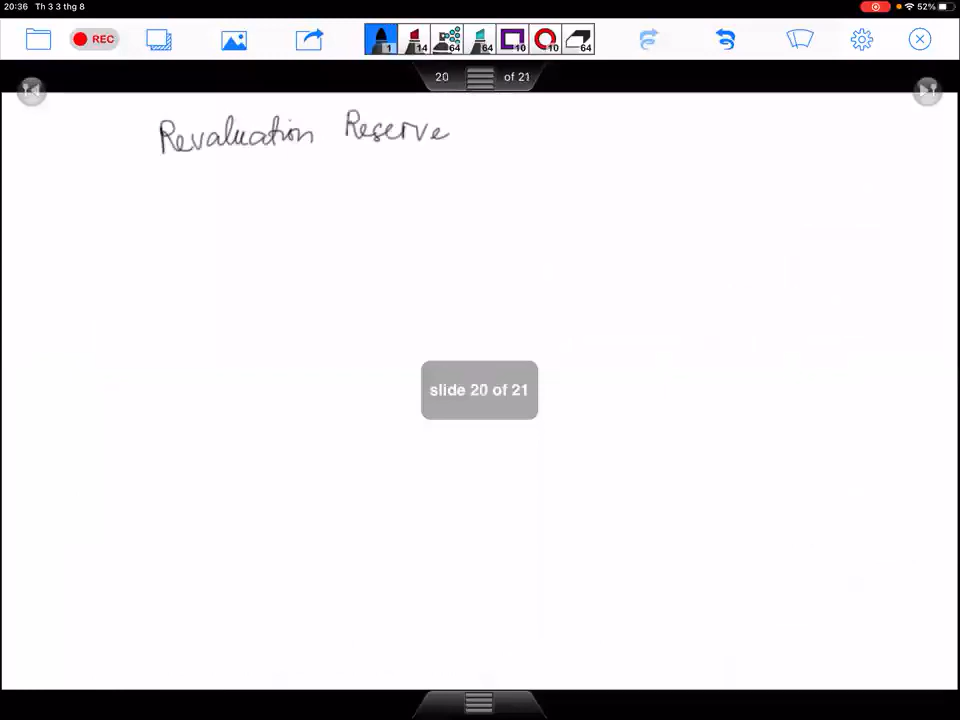 20:36 Th 3 3 thg 8 52%
REC 1 14 64 64 10 10 64
20 of 21
Revaluation Reserve
slide 20 of 21